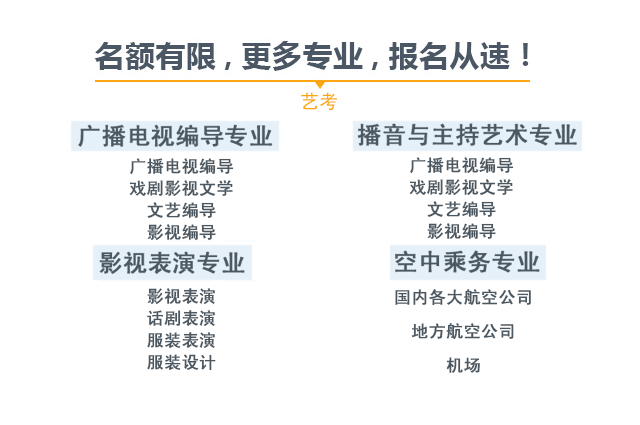 名额有限，更多专业，报名从速！
艺考
广播电视编导专业
广播电视编导
戏剧影视文学
文艺编导
影视编导
播音与主持艺术专业
广播电视编导
戏剧影视文学
文艺编导
影视编导
影视表演专业
影视表演
话剧表演
服装表演
服装设计
空中乘务专业
国内各大航空公司
地方航空公司
机场